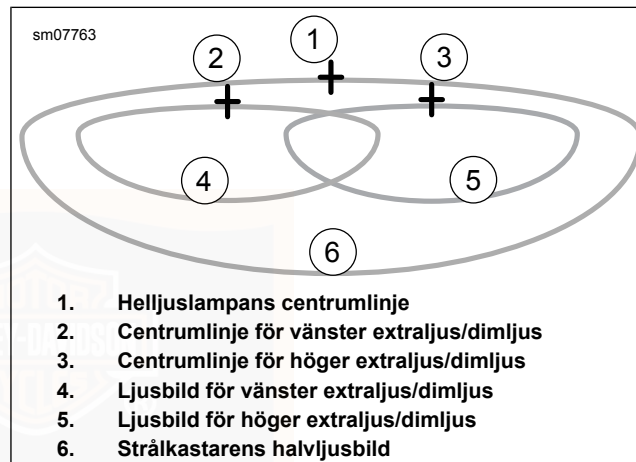 sm07763
1
2
3
4
5
6
1. Helljuslampans centrumlinje
2. Centrumlinje för vänster extraljus/dimljus
3. Centrumlinje för höger extraljus/dimljus
4. Ljusbild för vänster extraljus/dimljus
5. Ljusbild för höger extraljus/dimljus
6. Strålkastarens halvljusbild